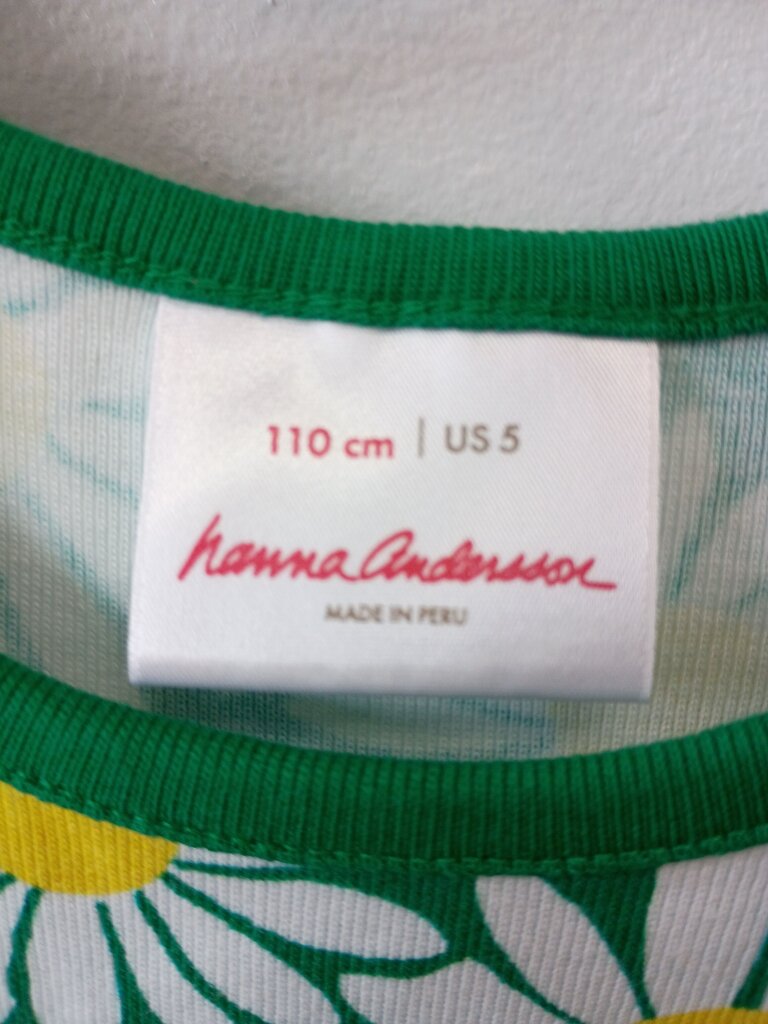 110 cm | US 5
hanna Andersson
MADE IN PERU